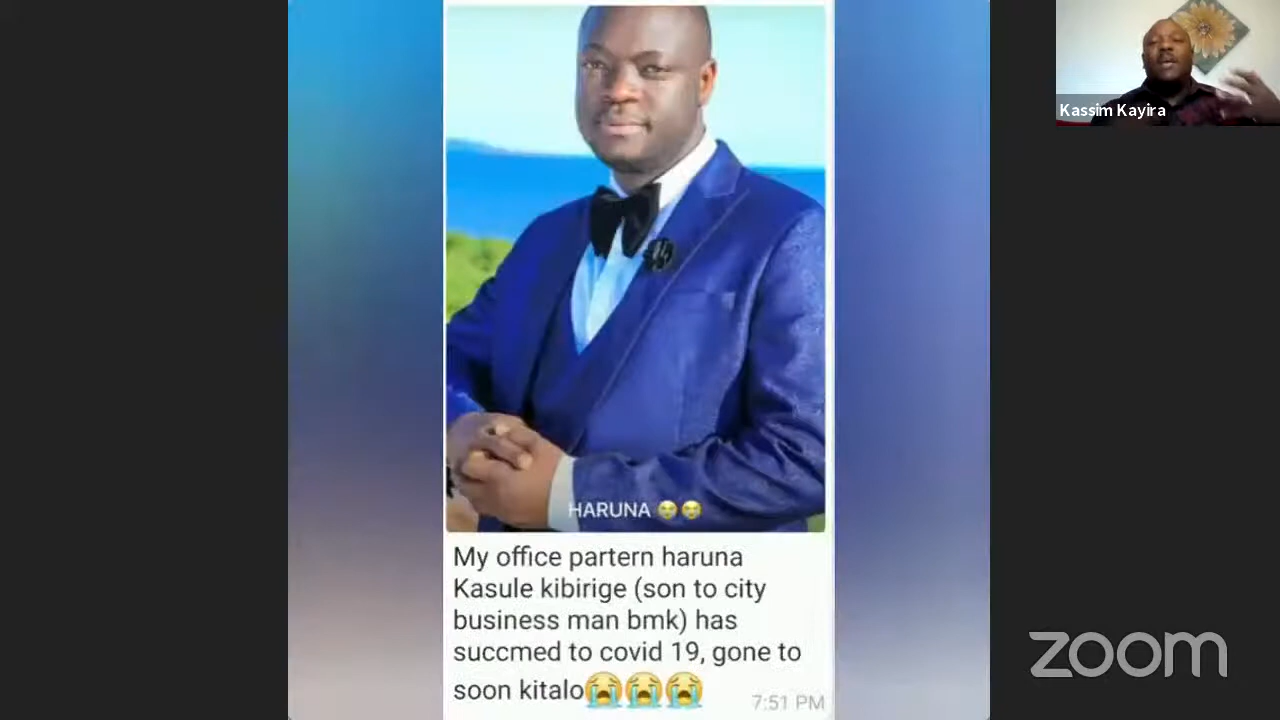 Kassim Kayira
HARUNA 😭😭
My office partern haruna
Kasule kibirige (son to city
business man bmk) has
succmed to covid 19, gone to
soon kitalo😭😭😭
7:51 PM
zoom